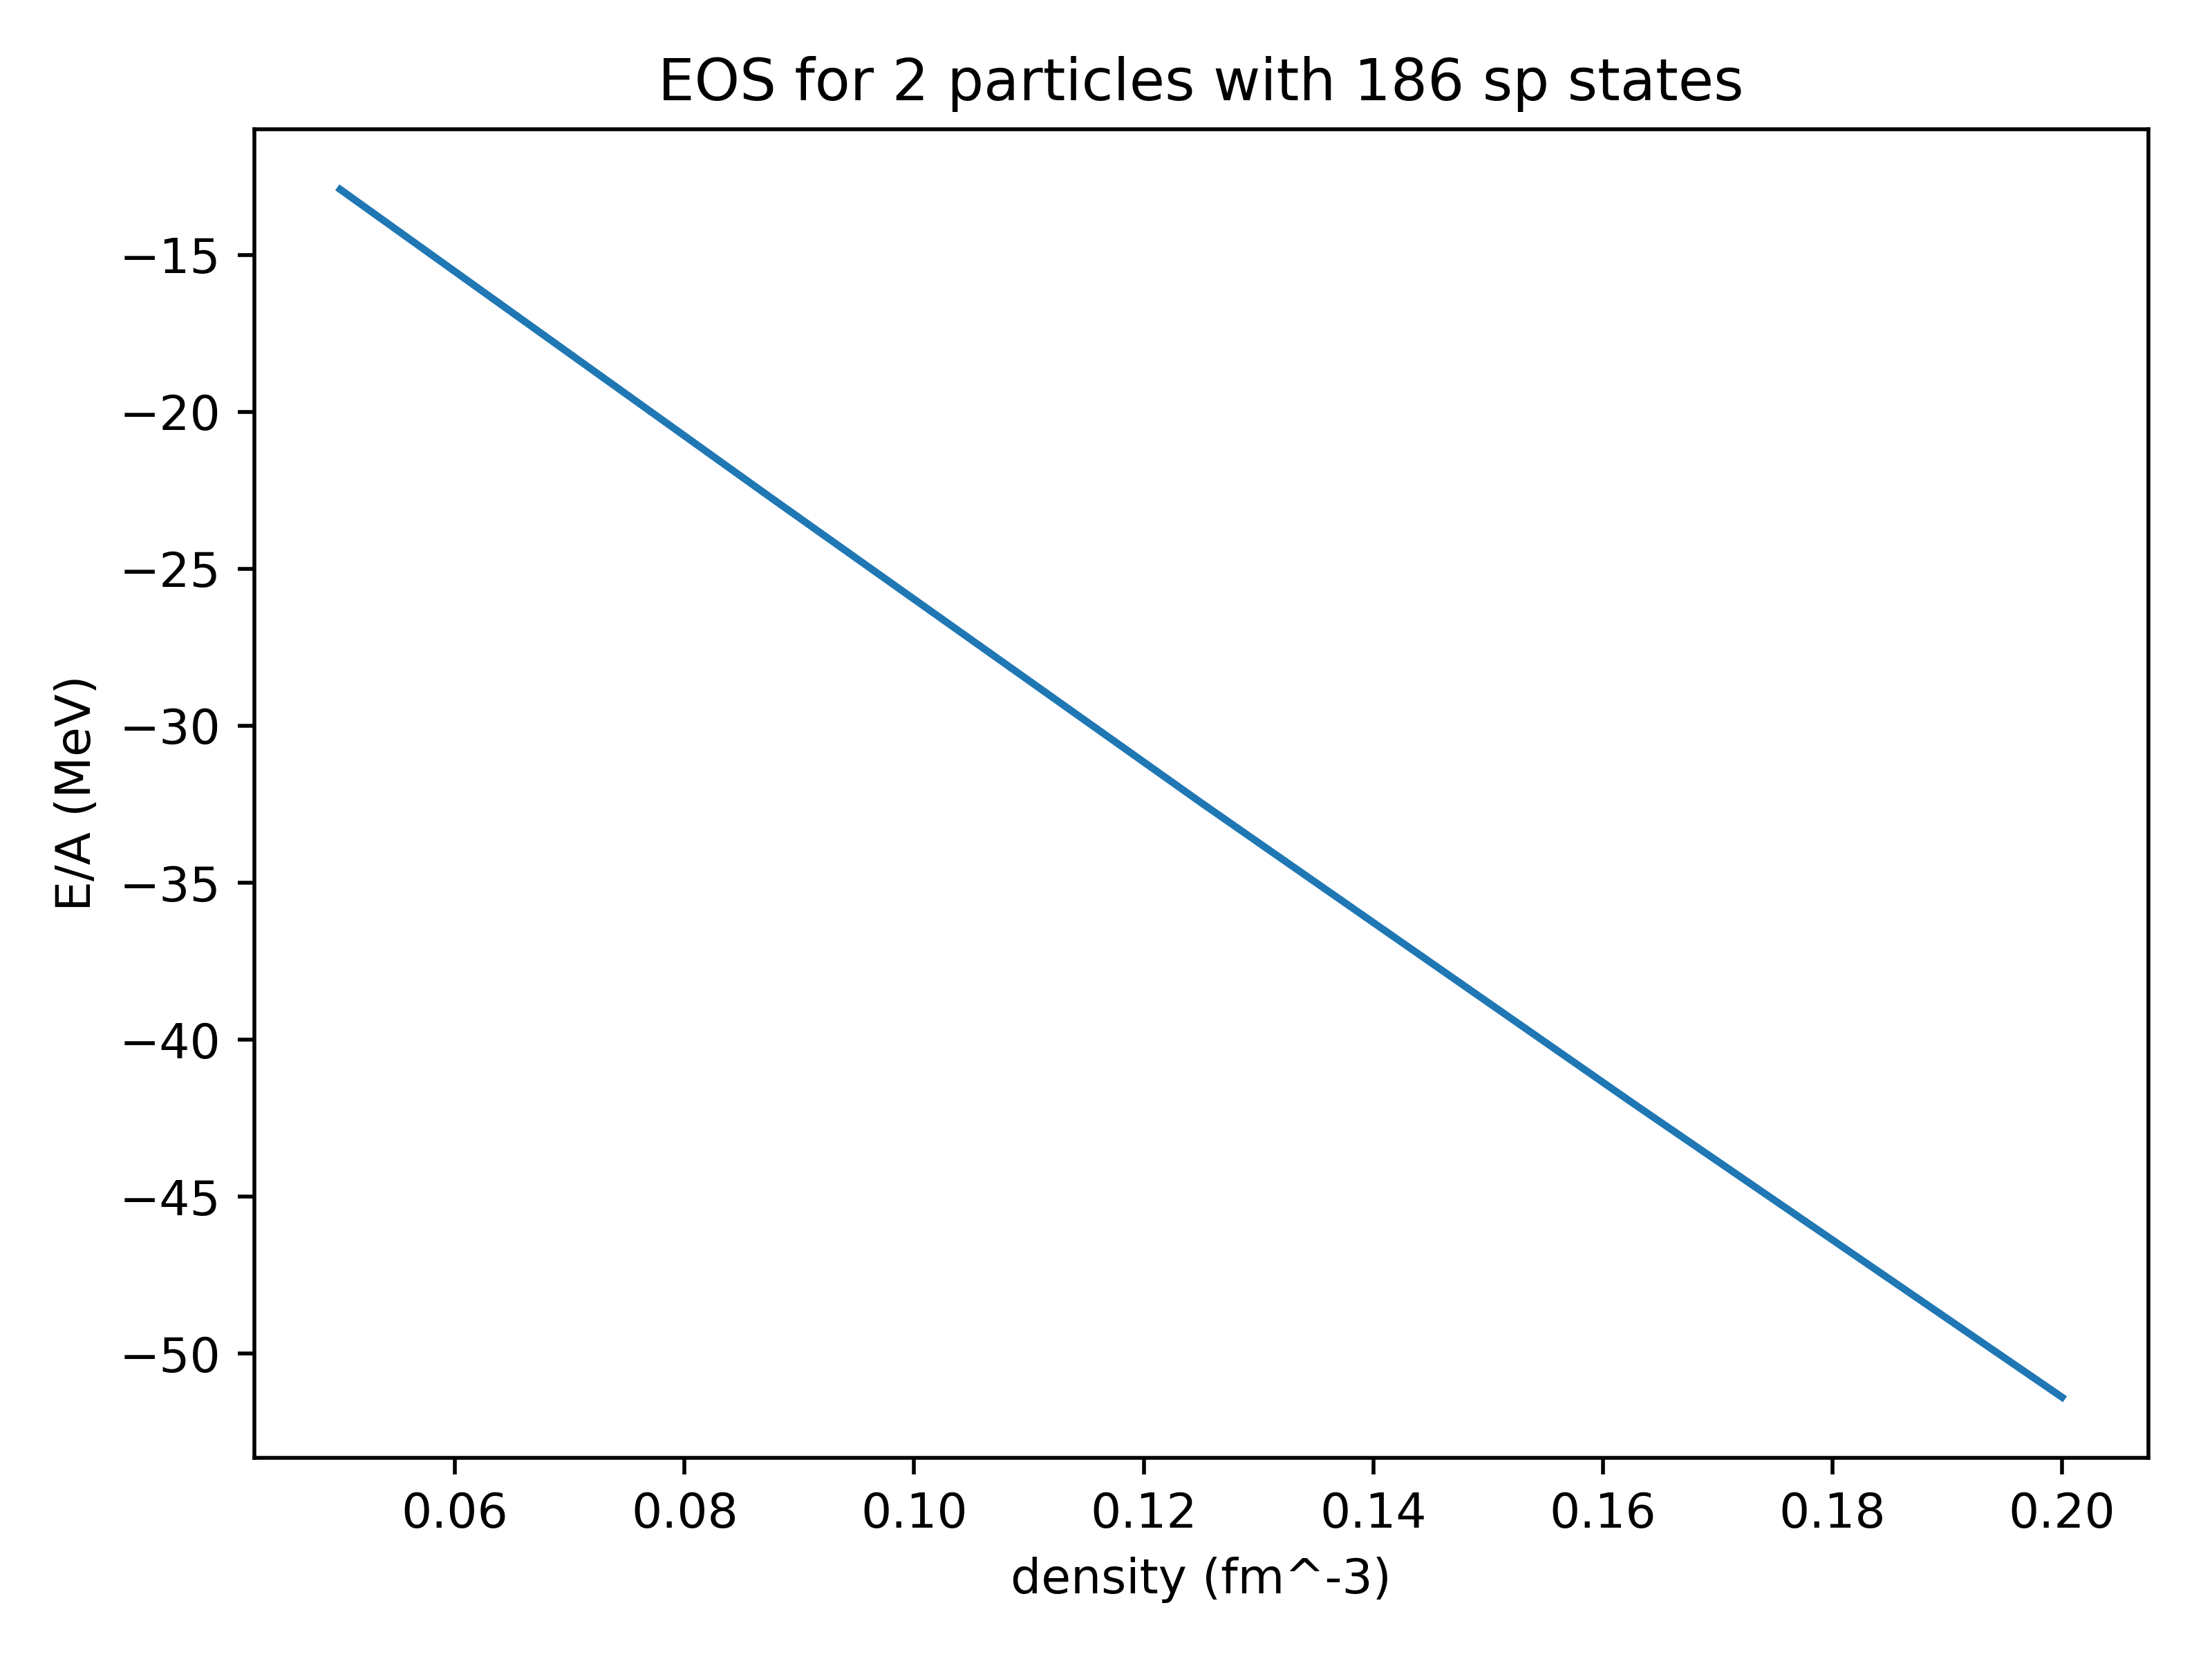 EOS for 2 particles with 186 sp states
E/A (MeV)
−15
−20
−25
−30
−35
−40
−45
−50
0.06 0.08 0.10 0.12 0.14 0.16 0.18 0.20
density (fm^-3)